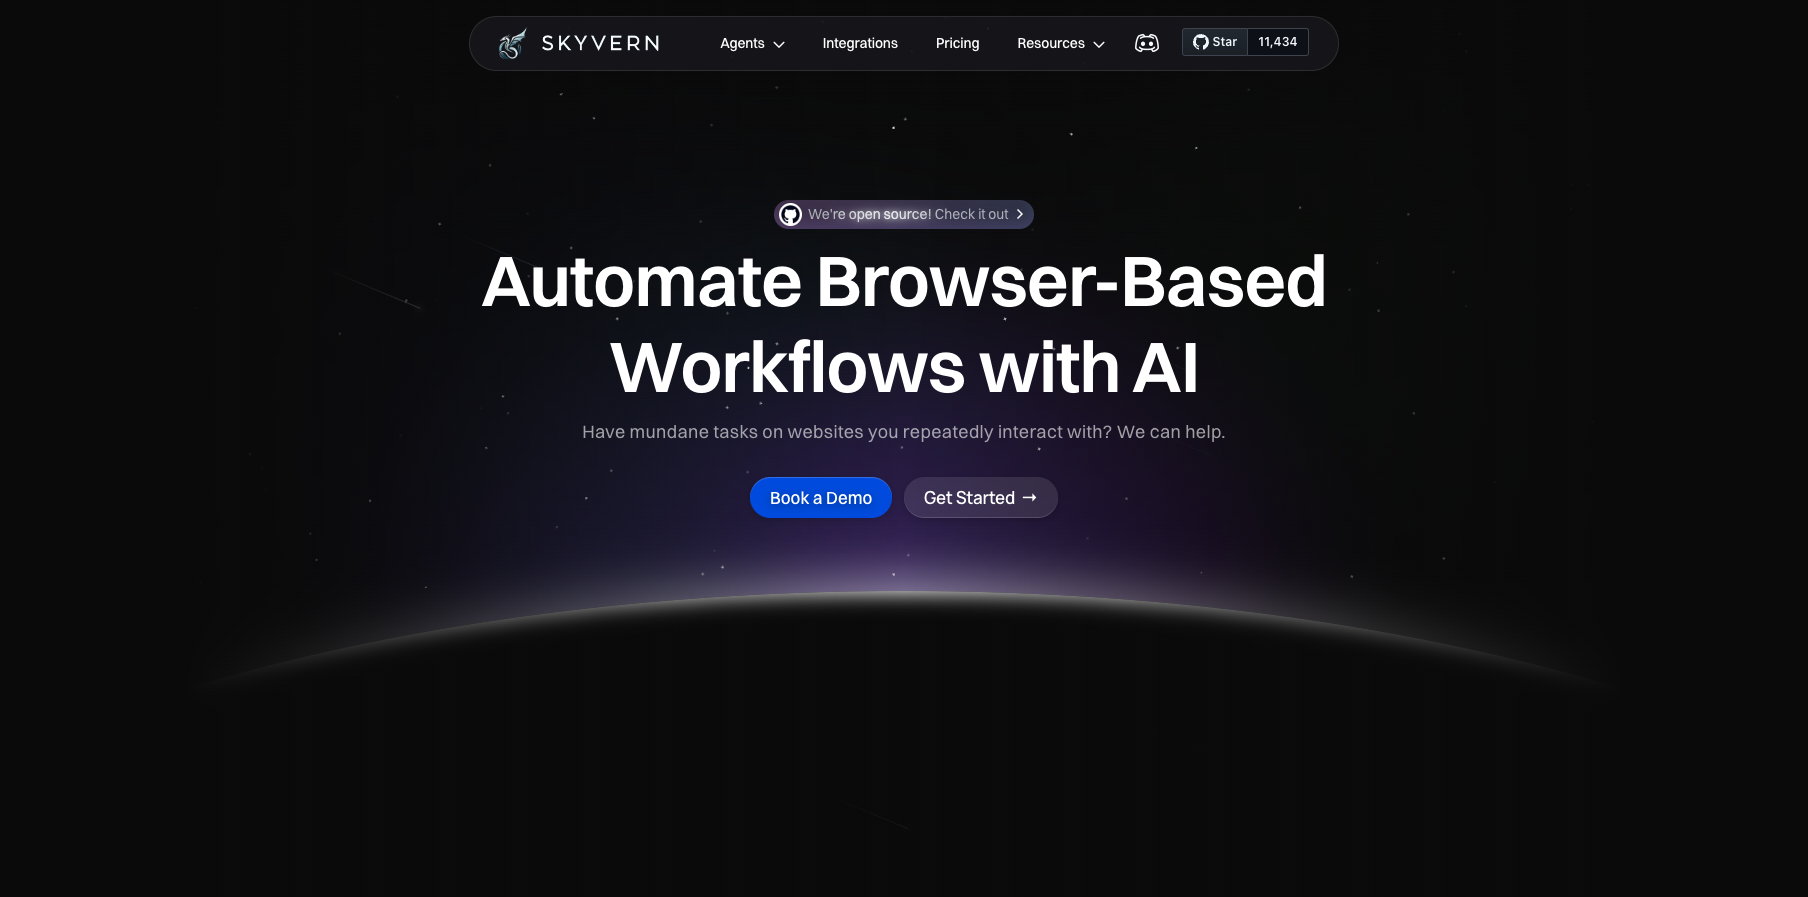 SKYVERN Agents Integrations Pricing Resources Star 11,434
We're open source! Check it out
Automate Browser-Based
Workflows with AI
Have mundane tasks on websites you repeatedly interact with? We can help.
Book a Demo Get Started →